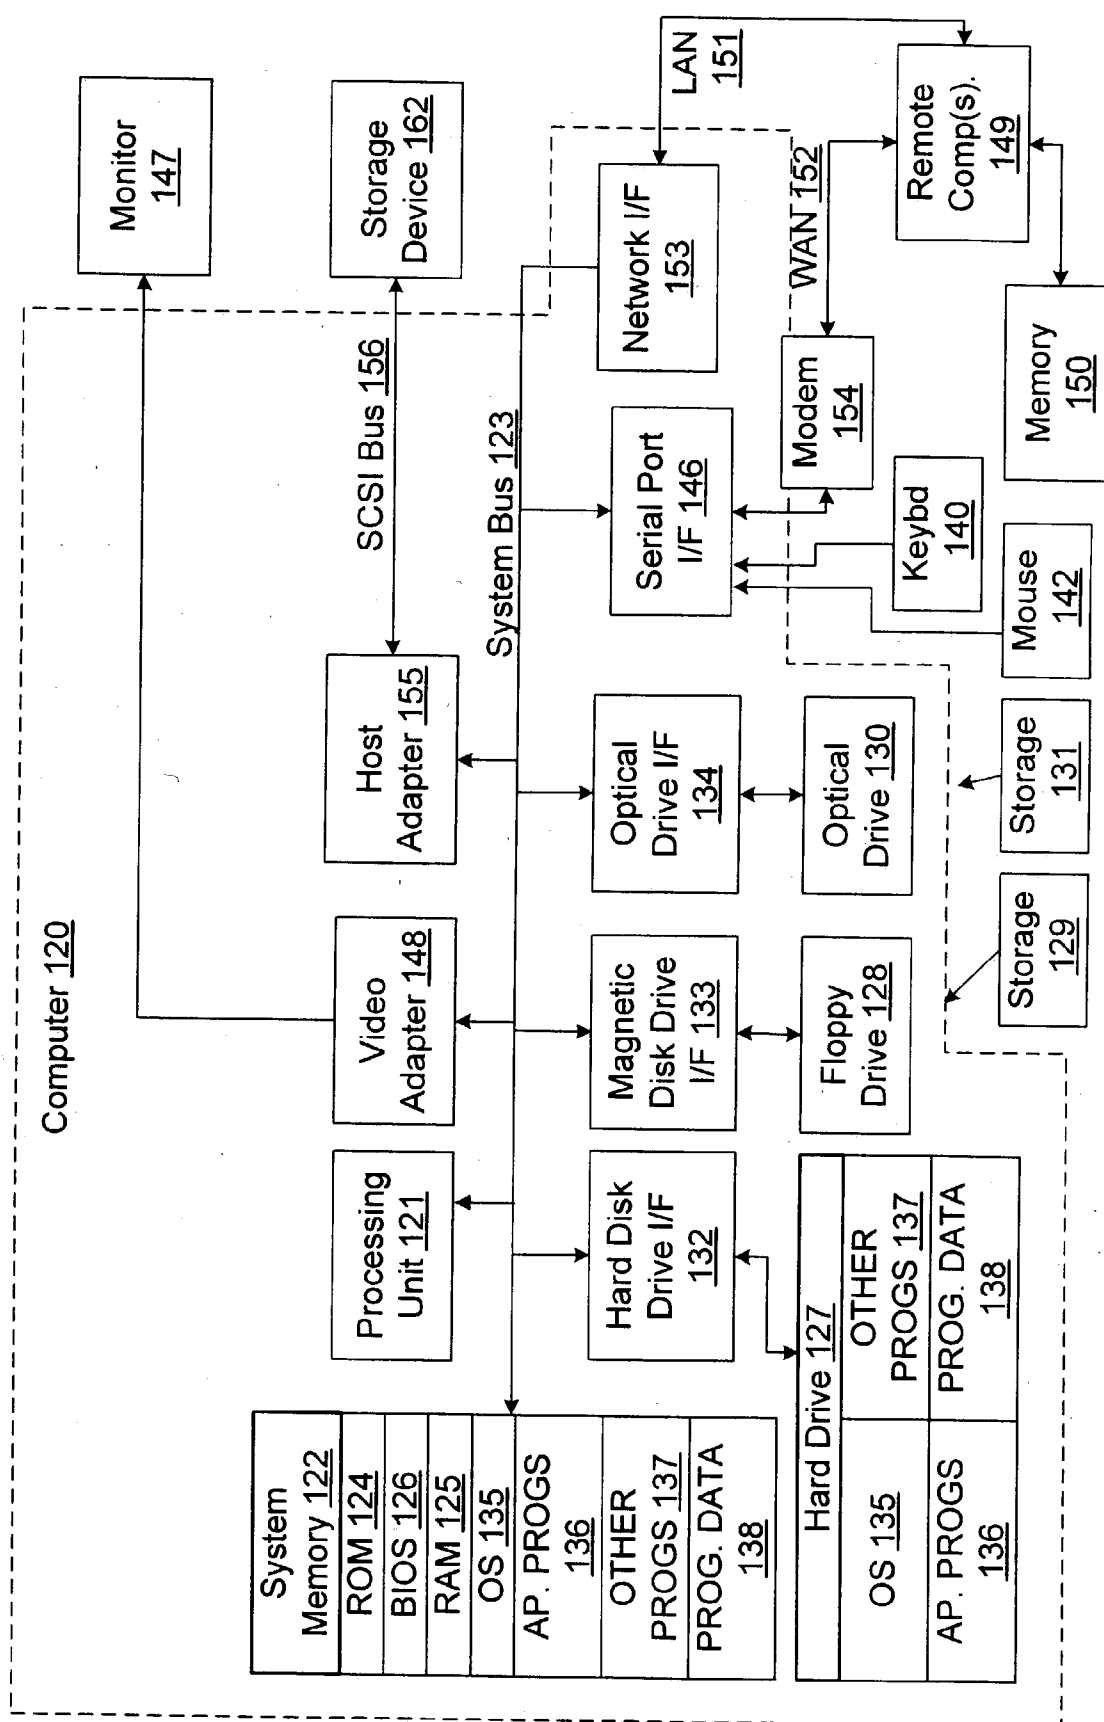 Computer 120
Monitor
147
Storage
Device 162
SCSI Bus 156
Processing
Unit 121
Video
Adapter 148
Host
Adapter 155
System Bus 123
System
Memory 122
ROM 124
BIOS 126
RAM 125
OS 135
AP. PROGS
136
OTHER
PROGS 137
PROG. DATA
138
Hard Disk
Drive I/F
132
Magnetic
Disk Drive
I/F 133
Optical
Drive I/F
134
Serial Port
I/F 146
Network I/F
153
LAN
151
Hard Drive 127
OS 135
OTHER
PROGS 137
AP. PROGS
136
PROG. DATA
138
Floppy
Drive 128
Optical
Drive 130
Modem
154
WAN 152
Remote
Comp(s).
149
Storage
129
Storage
131
Mouse
142
Keybd
140
Memory
150